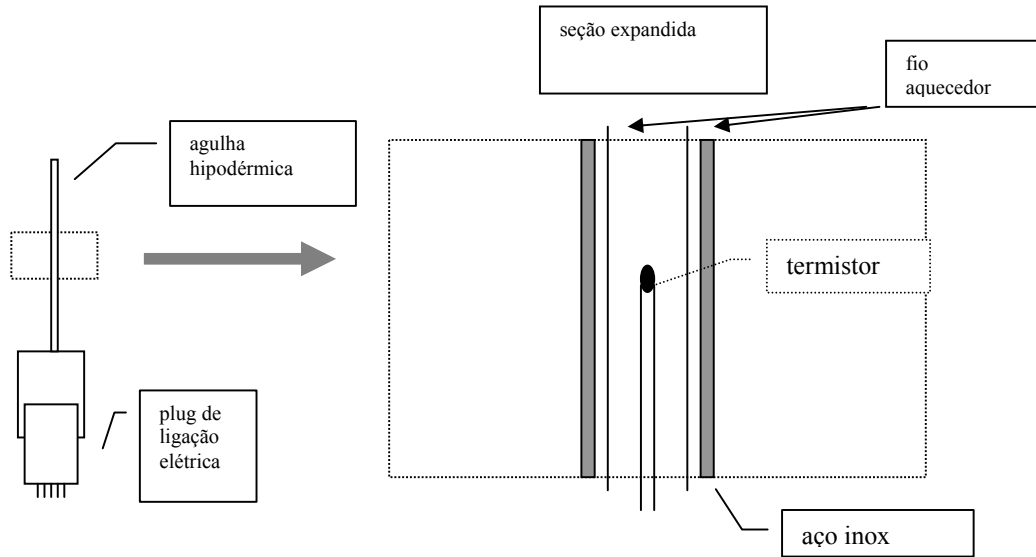 seção expandida
fio
aquecedor
agulha
hipodérmica
termistor
plug de
ligação
elétrica
aço inox